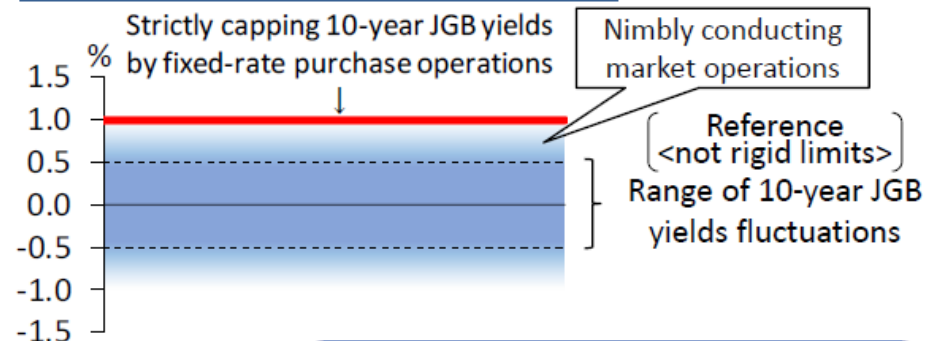 Strictly capping 10-year JGB yields
by fixed-rate purchase operations
↓
Nimbly conducting
market operations
%
1.5
1.0
0.5
0.0
-0.5
-1.0
-1.5
Reference
<not rigid limits>
Range of 10-year JGB
yields fluctuations